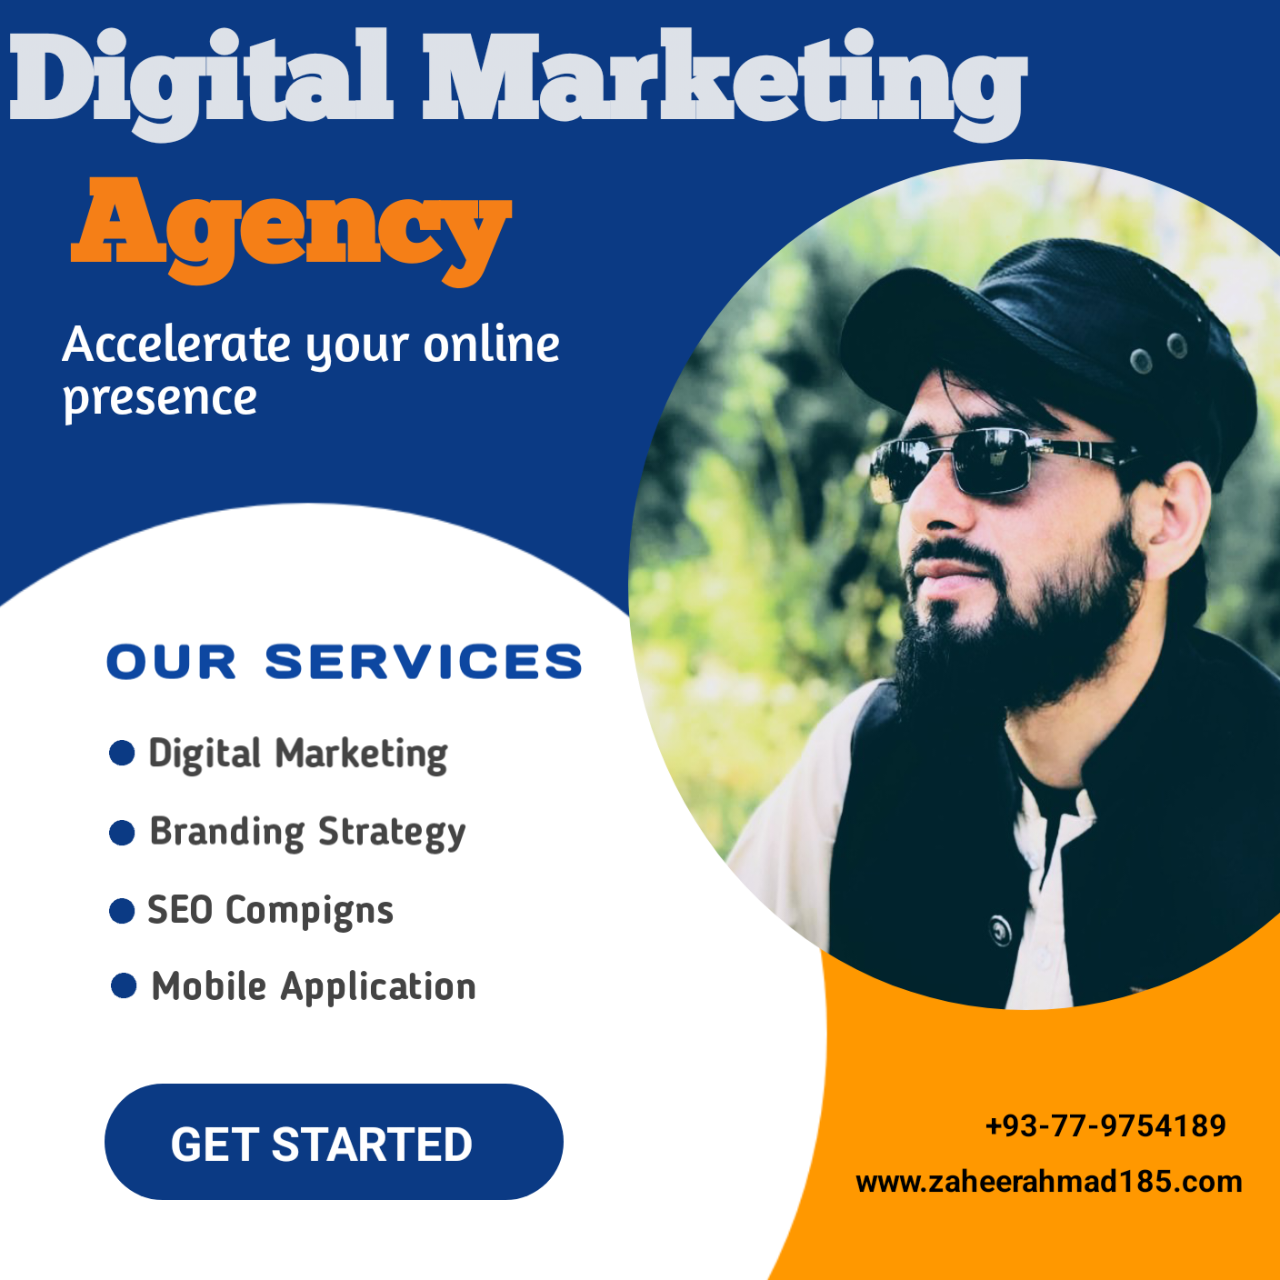 Digital Marketing
Agency
Accelerate your online
presence
OUR SERVICES
Digital Marketing
Branding Strategy
SEO Compigns
Mobile Application
GET STARTED
+93-77-9754189
www.zaheerahmad185.com